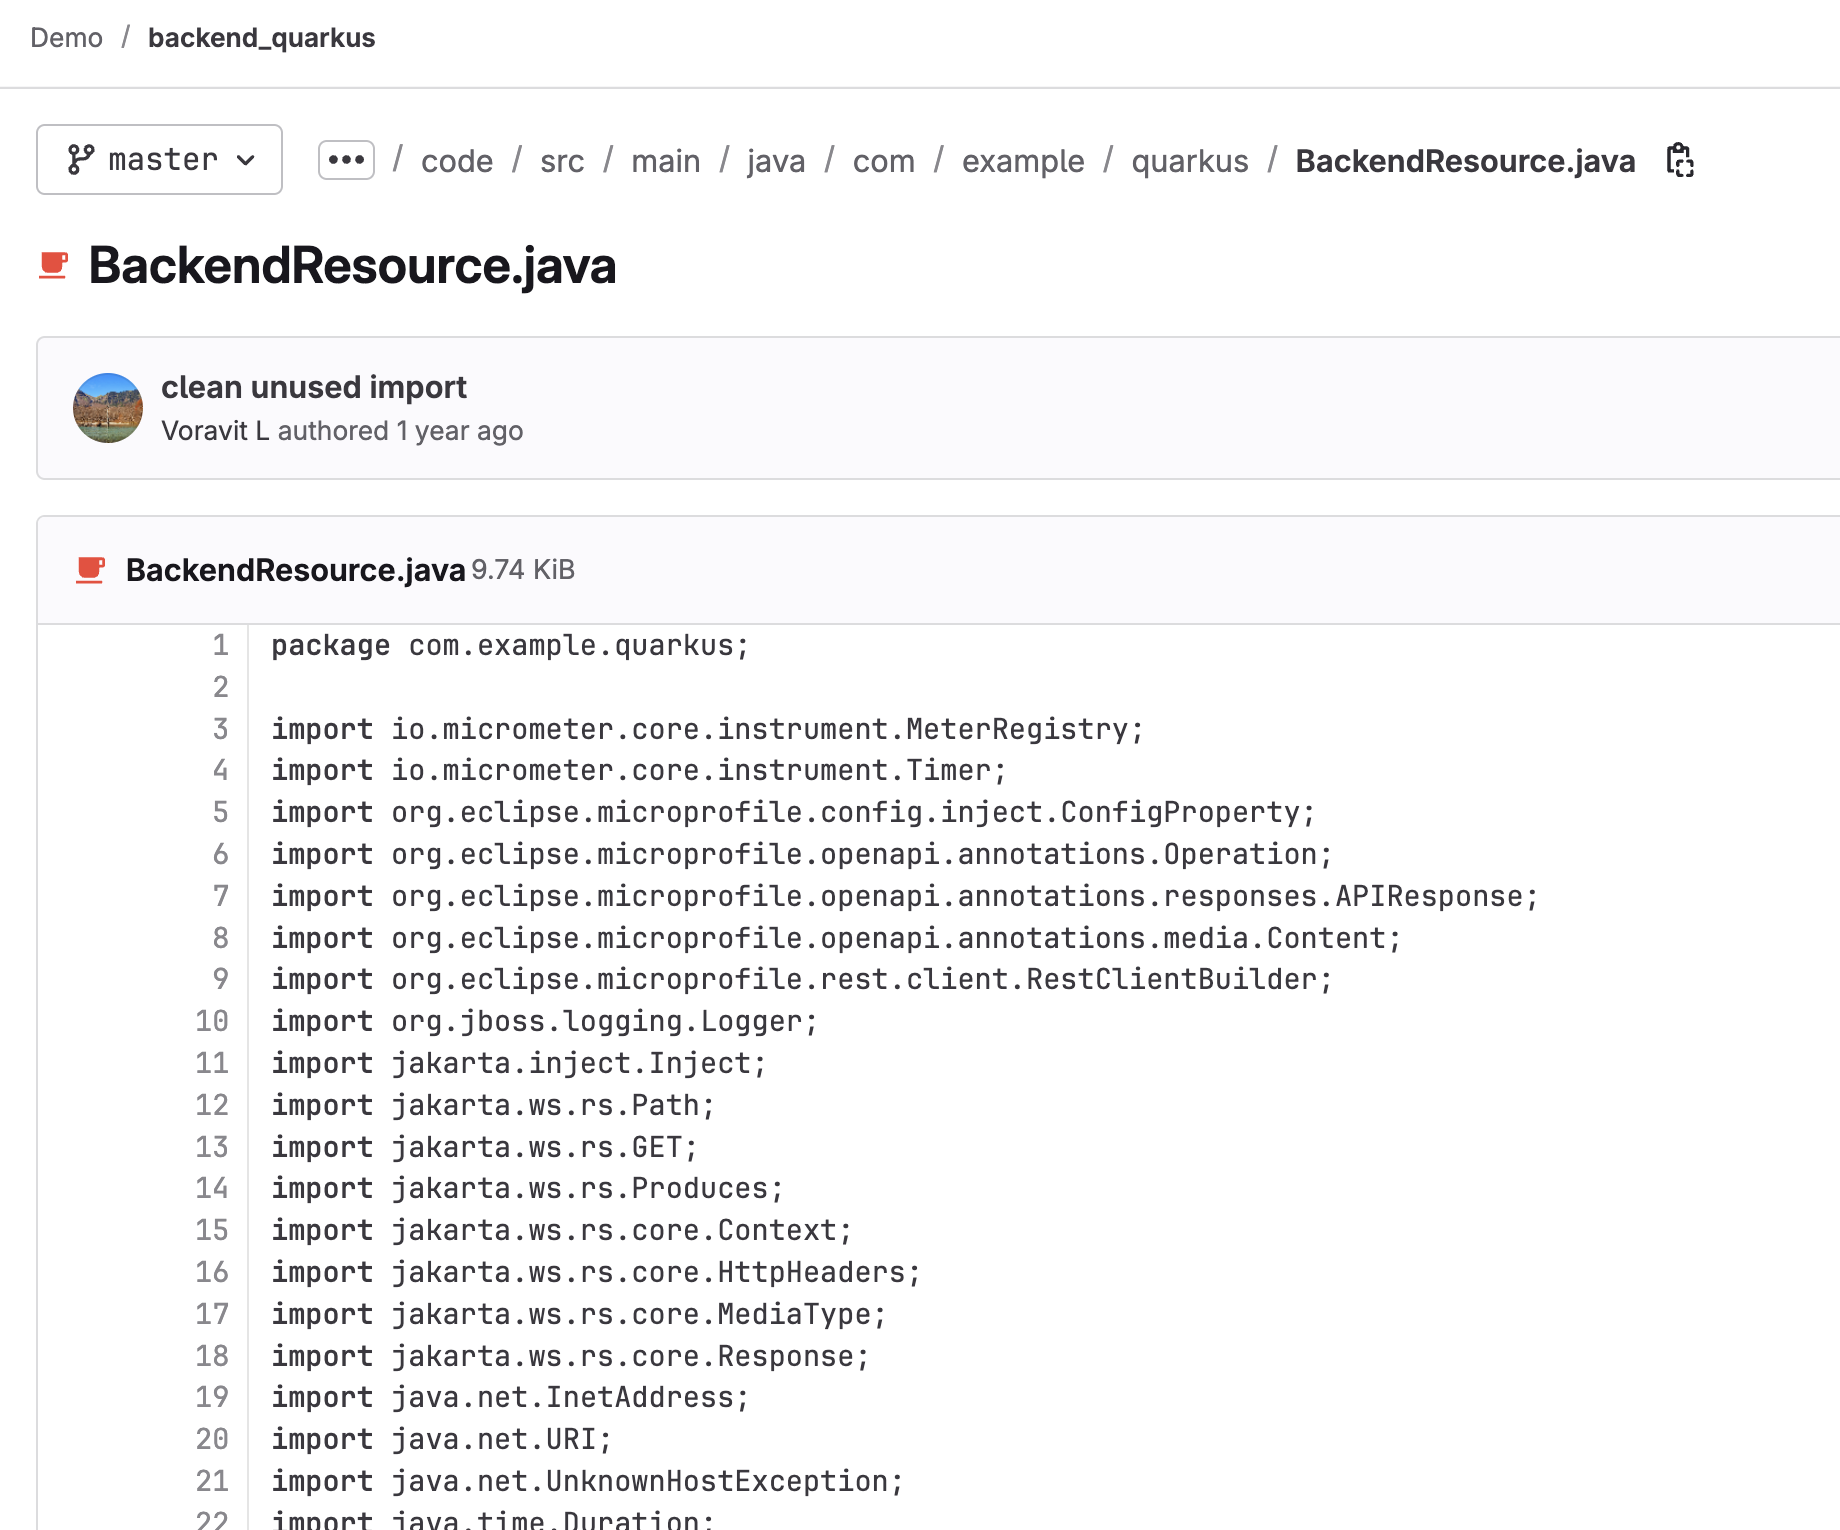 Demo / backend_quarkus
master ••• / code / src / main / java / com / example / quarkus / BackendResource.java
BackendResource.java
clean unused import
Voravit L authored 1 year ago
BackendResource.java 9.74 KiB
1 package com.example.quarkus;
2
3 import io.micrometer.core.instrument.MeterRegistry;
4 import io.micrometer.core.instrument.Timer;
5 import org.eclipse.microprofile.config.inject.ConfigProperty;
6 import org.eclipse.microprofile.openapi.annotations.Operation;
7 import org.eclipse.microprofile.openapi.annotations.responses.APIResponse;
8 import org.eclipse.microprofile.openapi.annotations.media.Content;
9 import org.eclipse.microprofile.rest.client.RestClientBuilder;
10 import org.jboss.logging.Logger;
11 import jakarta.inject.Inject;
12 import jakarta.ws.rs.Path;
13 import jakarta.ws.rs.GET;
14 import jakarta.ws.rs.Produces;
15 import jakarta.ws.rs.core.Context;
16 import jakarta.ws.rs.core.HttpHeaders;
17 import jakarta.ws.rs.core.MediaType;
18 import jakarta.ws.rs.core.Response;
19 import java.net.InetAddress;
20 import java.net.URI;
21 import java.net.UnknownHostException;
22 import java.time.Duration;